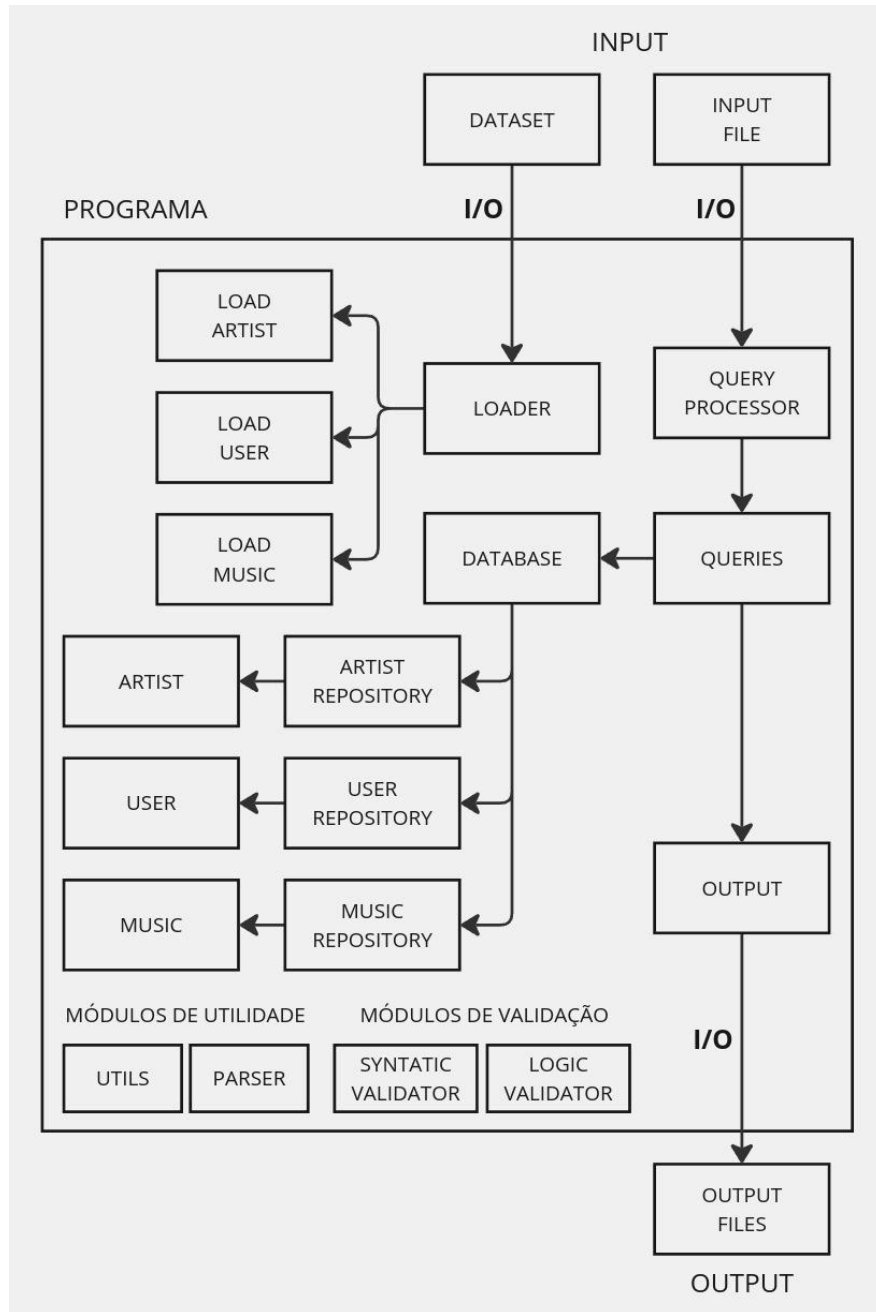 INPUT
DATASET
INPUT
FILE
I/O
I/O
PROGRAMA
LOAD
ARTIST
LOADER
QUERY
PROCESSOR
LOAD
USER
LOAD
MUSIC
DATABASE
QUERIES
ARTIST
ARTIST
REPOSITORY
USER
USER
REPOSITORY
MUSIC
MUSIC
REPOSITORY
OUTPUT
MÓDULOS DE UTILIDADE
MÓDULOS DE VALIDAÇÃO
I/O
UTILS
PARSER
SYNTATIC
VALIDATOR
LOGIC
VALIDATOR
OUTPUT
FILES
OUTPUT